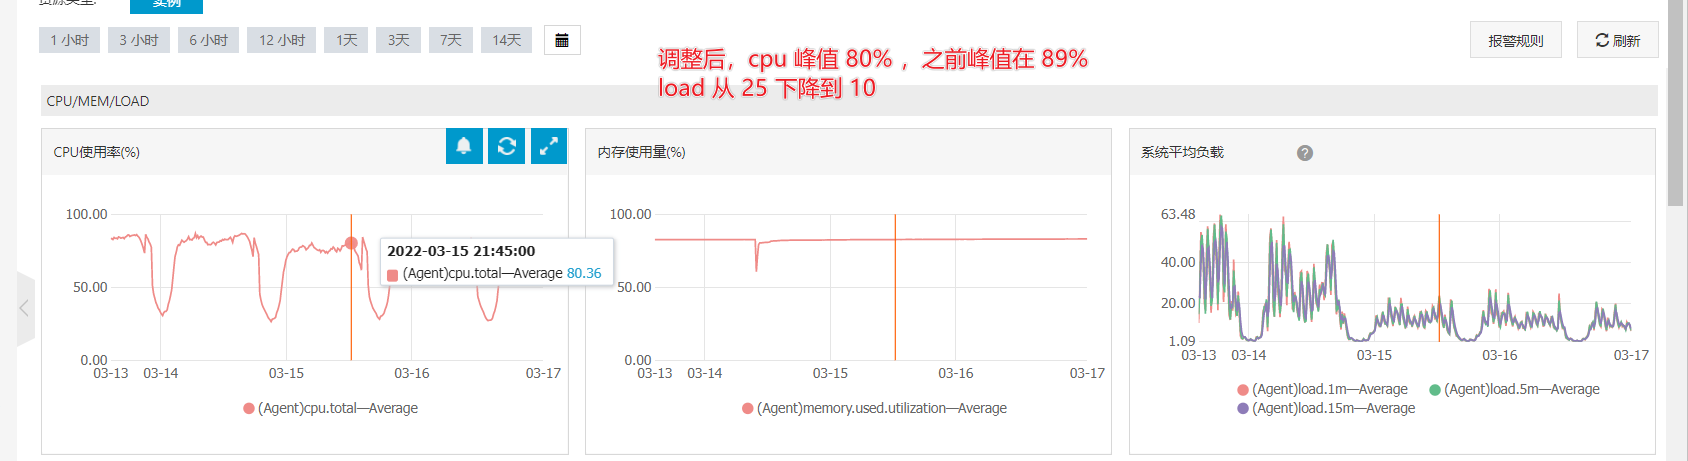 资源类型:
实例
1 小时
3 小时
6 小时
12 小时
1天
3天
7天
14天
报警规则
刷新
调整后，cpu 峰值 80% ，之前峰值在 89%
load 从 25 下降到 10
CPU/MEM/LOAD
CPU使用率(%)
100.00
50.00
0.00
03-13
03-14
03-15
03-16
03-17
2022-03-15 21:45:00
(Agent)cpu.total—Average 80.36
(Agent)cpu.total—Average
内存使用量(%)
100.00
50.00
0.00
03-13
03-14
03-15
03-16
03-17
(Agent)memory.used.utilization—Average
系统平均负载
?
63.48
40.00
20.00
1.09
03-13
03-14
03-15
03-16
03-17
(Agent)load.1m—Average
(Agent)load.5m—Average
(Agent)load.15m—Average